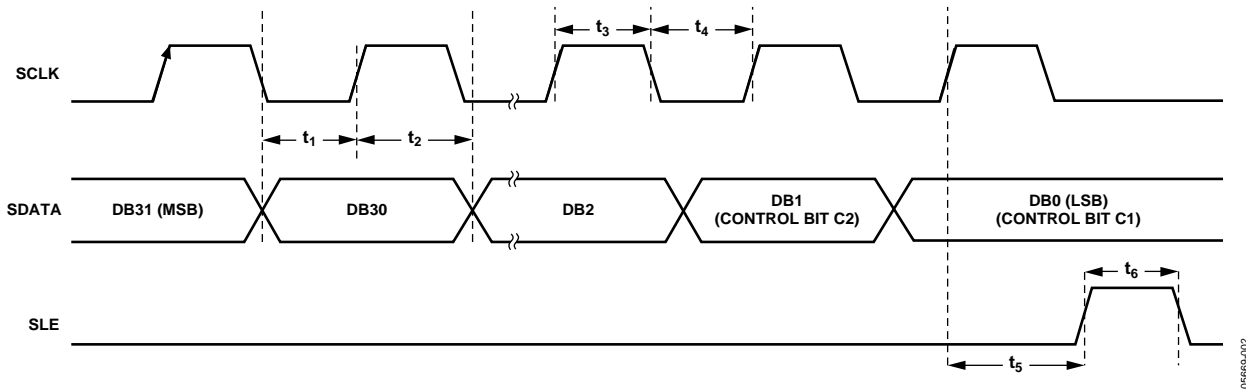 t3
t4
SCLK
t1
t2
SDATA
DB31 (MSB)
DB30
DB2
DB1
(CONTROL BIT C2)
DB0 (LSB)
(CONTROL BIT C1)
t6
SLE
t5
05669-002